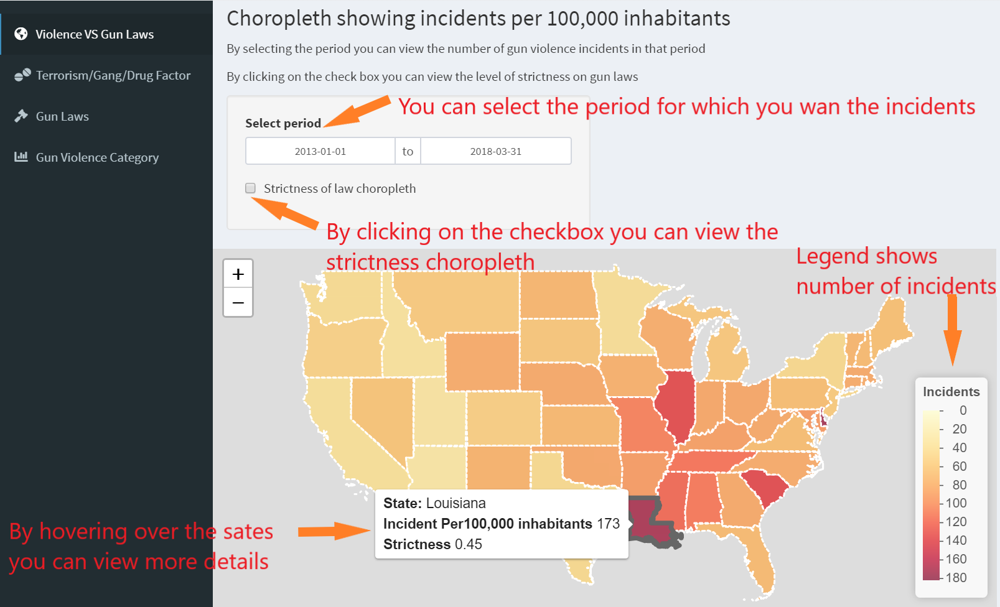 Violence VS Gun Laws
Terrorism/Gang/Drug Factor
Gun Laws
Gun Violence Category
Choropleth showing incidents per 100,000 inhabitants
By selecting the period you can view the number of gun violence incidents in that period
By clicking on the check box you can view the level of strictness on gun laws
You can select the period for which you wan the incidents
Select period
2013-01-01 to 2018-03-31
Strictness of law choropleth
By clicking on the checkbox you can view the
strictness choropleth
Legend shows
number of incidents
+
−
Incidents
0
20
40
60
80
100
120
140
160
180
State: Louisiana
Incident Per100,000 inhabitants 173
Strictness 0.45
By hovering over the sates
you can view more details